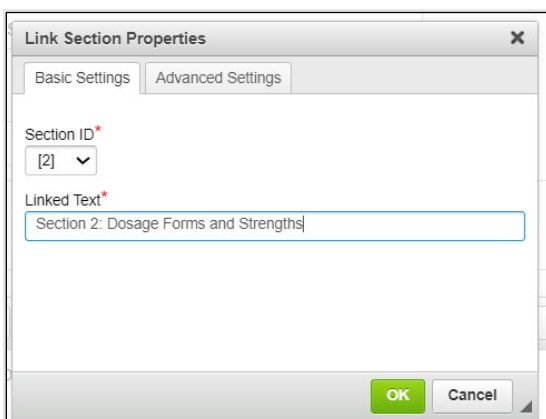 Link Section Properties
Basic Settings Advanced Settings
Section ID*
[2]
Linked Text*
Section 2: Dosage Forms and Strengths
OK Cancel